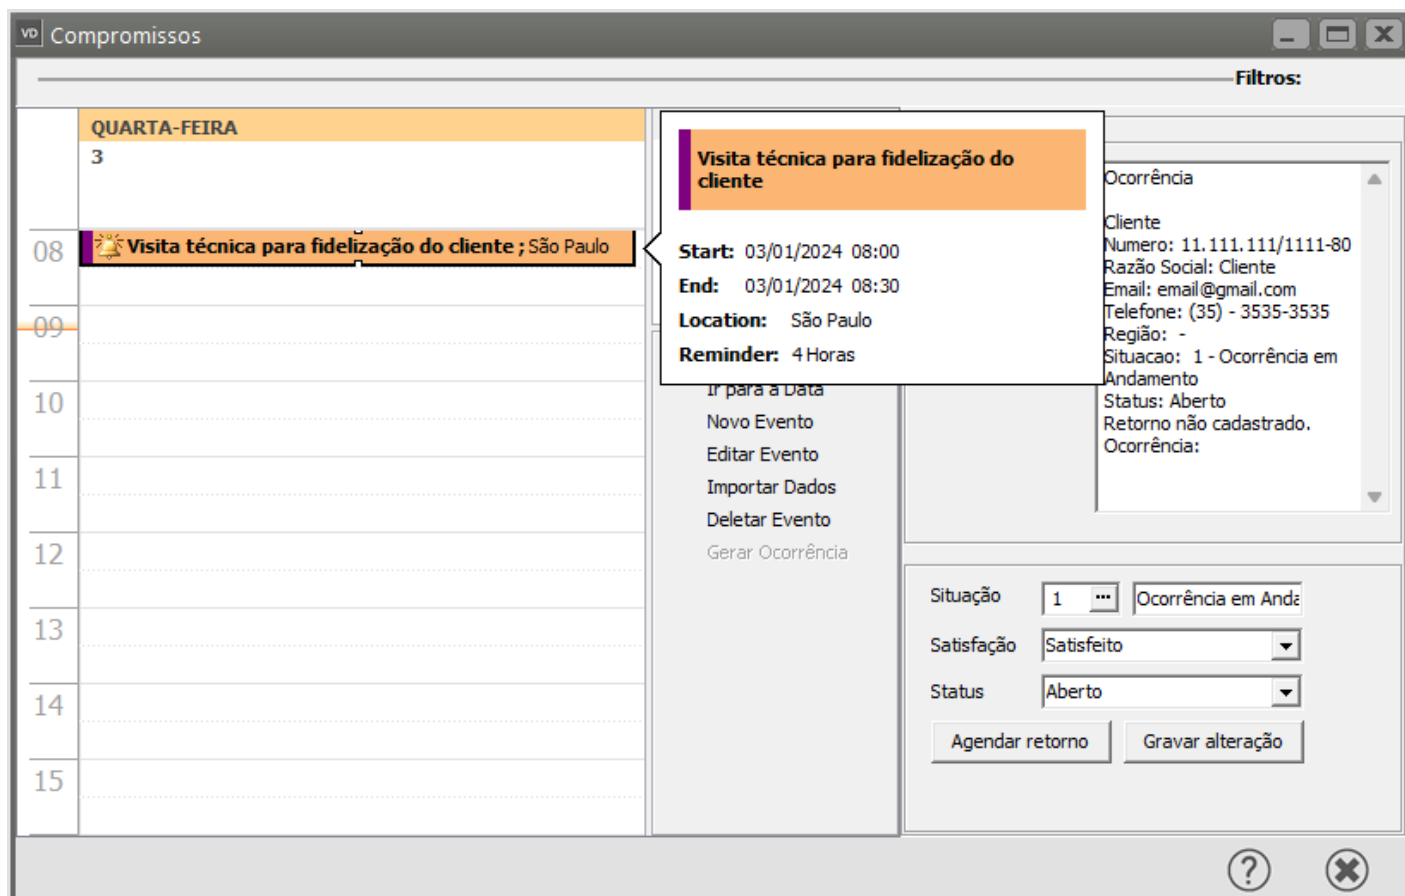 VD Compromissos
Filtros:
QUARTA-FEIRA
3
08
Visita técnica para fidelização do cliente ; São Paulo
09
10
11
12
13
14
15
Visita técnica para fidelização do
cliente
Start: 03/01/2024 08:00
End: 03/01/2024 08:30
Location: São Paulo
Reminder: 4 Horas
Ir para a Data
Novo Evento
Editar Evento
Importar Dados
Deletar Evento
Gerar Ocorrência
Ocorrência
Cliente
Numero: 11.111.111/1111-80
Razão Social: Cliente
Email: email@gmail.com
Telefone: (35) - 3535-3535
Região: -
Situacao: 1 - Ocorrência em
Andamento
Status: Aberto
Retorno não cadastrado.
Ocorrência:
Situação 1 ... Ocorrência em Anda
Satisfação Satisfeito
Status Aberto
Agendar retorno Gravar alteração
?